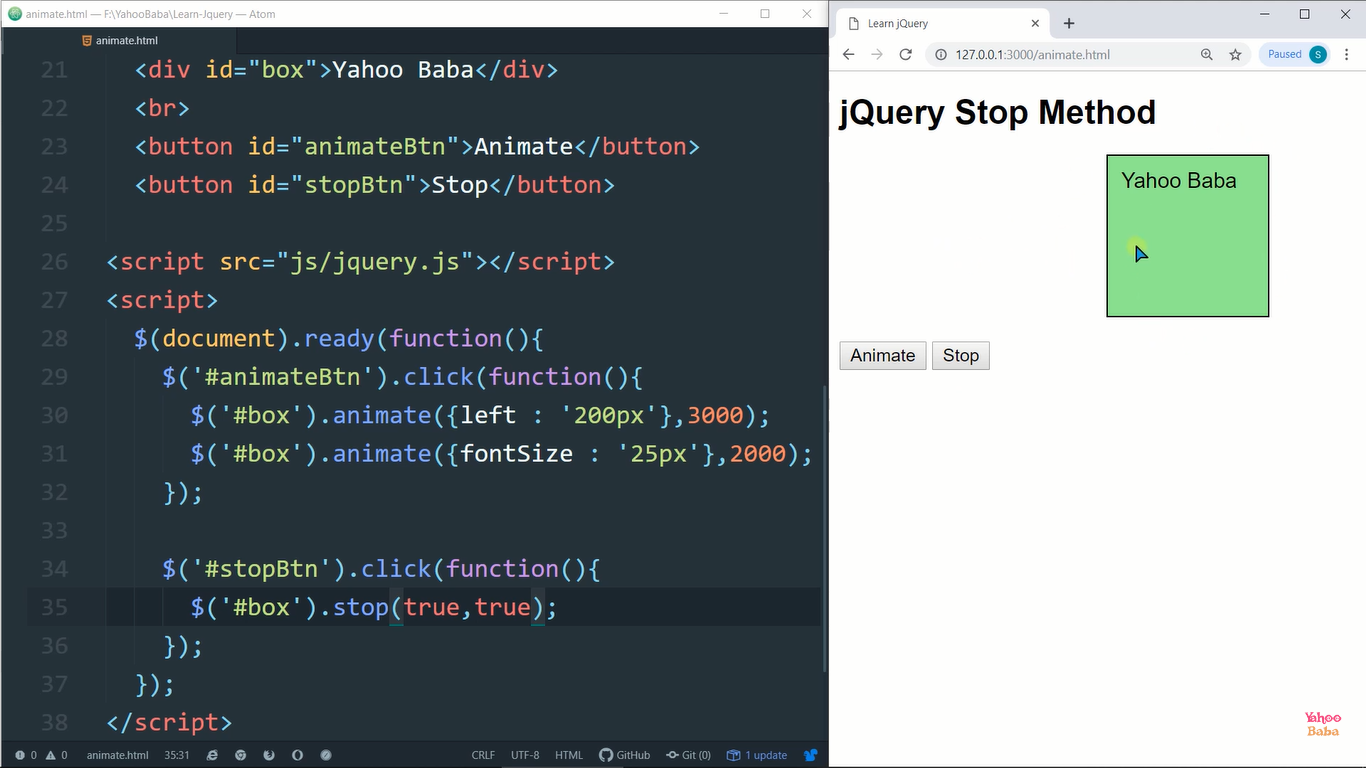 animate.html — F:\YahooBaba\Learn-Jquery — Atom
animate.html
21 <div id="box">Yahoo Baba</div>
22 <br>
23 <button id="animateBtn">Animate</button>
24 <button id="stopBtn">Stop</button>
25
26 <script src="js/jquery.js"></script>
27 <script>
28 $(document).ready(function(){
29 $('#animateBtn').click(function(){
30 $('#box').animate({left : '200px'},3000);
31 $('#box').animate({fontSize : '25px'},2000);
32 });
33
34 $('#stopBtn').click(function(){
35 $('#box').stop(true,true);
36 });
37 });
38 </script>
0 0 animate.html 35:31 CRLF UTF-8 HTML GitHub Git (0) 1 update
Learn jQuery
127.0.0.1:3000/animate.html Paused S
jQuery Stop Method
Yahoo Baba
Animate Stop
Yahoo
Baba